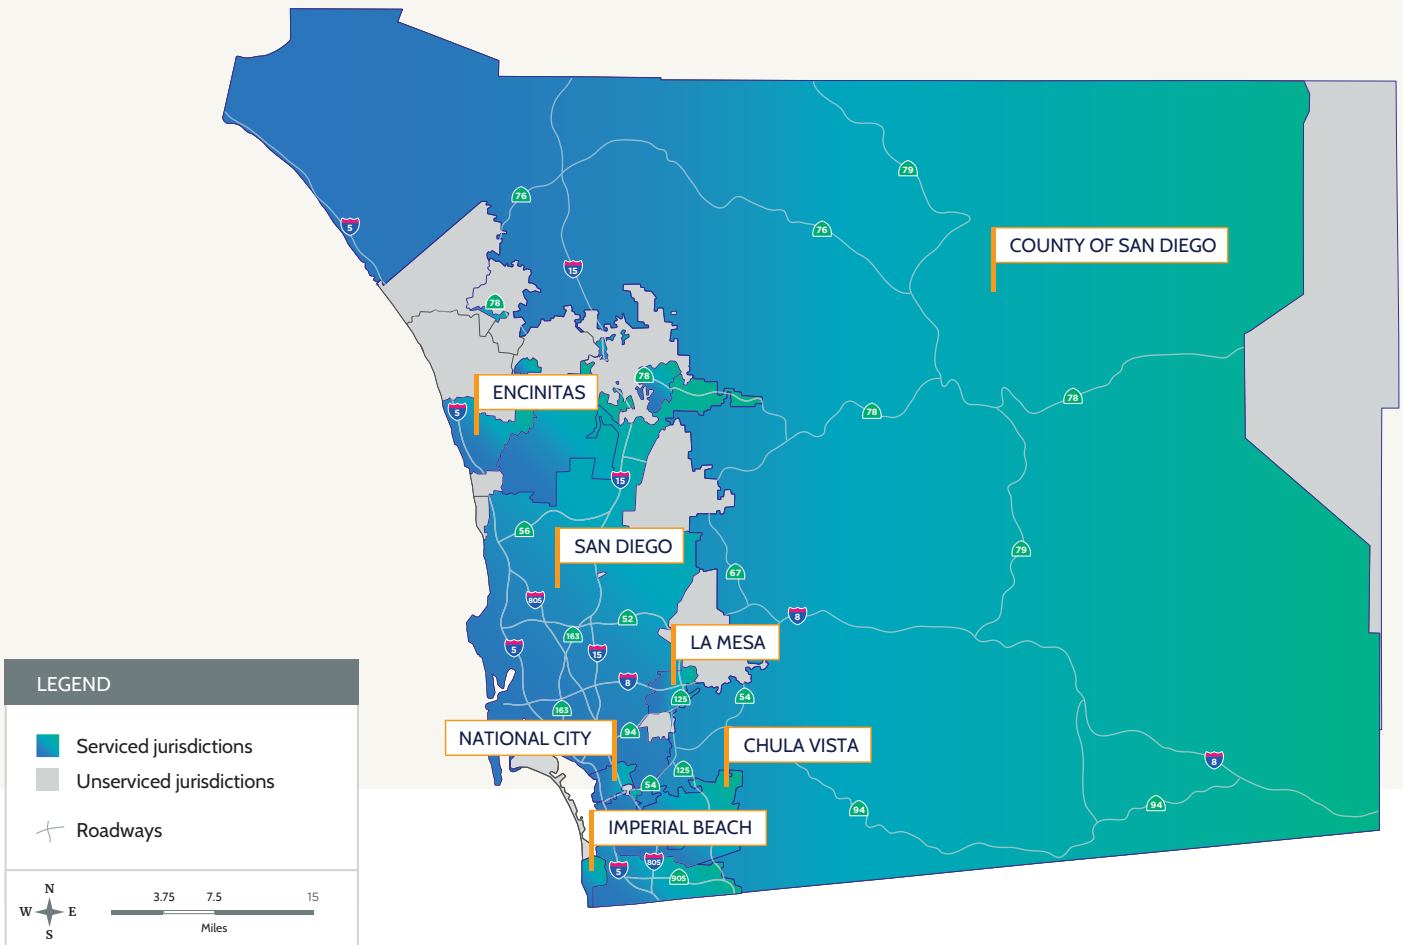 79
76
76
5
15
COUNTY OF SAN DIEGO
78
78
ENCINITAS
78
78
5
15
56
SAN DIEGO
79
67
805
8
52
163
LA MESA
5
15
8
125
54
163
94
NATIONAL CITY
CHULA VISTA
8
125
54
94
94
IMPERIAL BEACH
805
5
905
LEGEND
Serviced jurisdictions
Unserviced jurisdictions
Roadways
N
W E
S
3.75 7.5 15
Miles